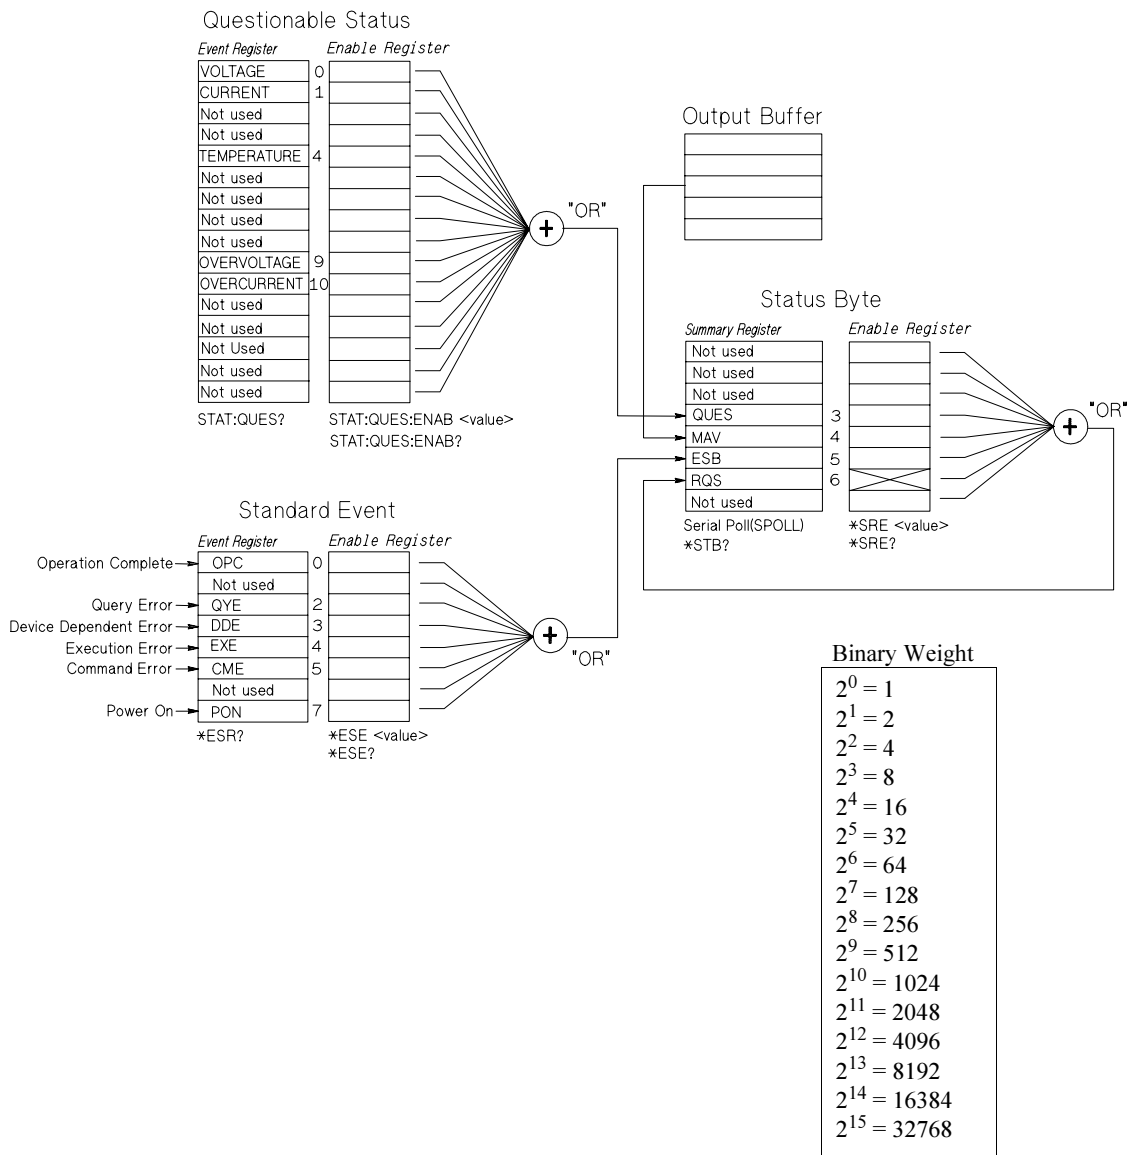 Questionable Status
Event Register Enable Register
VOLTAGE 0
CURRENT 1
Not used
Not used
TEMPERATURE 4
Not used
Not used
Not used
Not used
OVERVOLTAGE 9
OVERCURRENT 10
Not used
Not used
Not Used
Not used
Not used
STAT:QUES? STAT:QUES:ENAB <value>
STAT:QUES:ENAB?
+
"OR"
Output Buffer
Status Byte
Summary Register Enable Register
Not used
Not used
Not used
QUES 3
MAV 4
ESB 5
RQS 6
Not used
Serial Poll(SPOLL) *SRE <value>
*STB? *SRE?
+
"OR"
Standard Event
Event Register Enable Register
Operation Complete OPC 0
Not used
Query Error QYE 2
Device Dependent Error DDE 3
Execution Error EXE 4
Command Error CME 5
Not used
Power On PON 7
*ESR? *ESE <value>
*ESE?
+
"OR"
Binary Weight
2^0 = 1
2^1 = 2
2^2 = 4
2^3 = 8
2^4 = 16
2^5 = 32
2^6 = 64
2^7 = 128
2^8 = 256
2^9 = 512
2^10 = 1024
2^11 = 2048
2^12 = 4096
2^13 = 8192
2^14 = 16384
2^15 = 32768